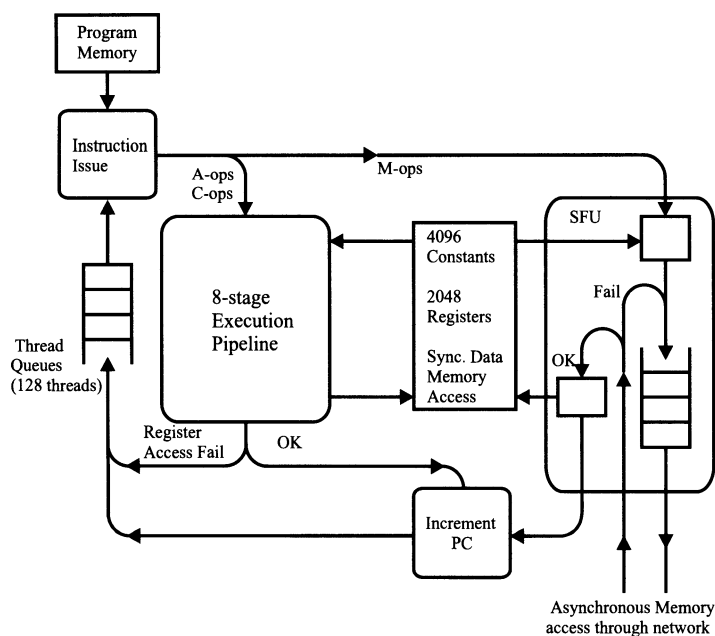 Program
Memory
Instruction
Issue
A-ops
C-ops
M-ops
SFU
4096
Constants
2048
Registers
Sync. Data
Memory
Access
8-stage
Execution
Pipeline
Fail
OK
Thread
Queues
(128 threads)
Register
Access Fail
OK
Increment
PC
Asynchronous Memory
access through network